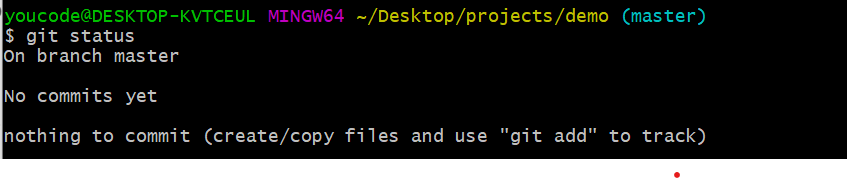 youcode@DESKTOP-KVTCEUL MINGW64 ~/Desktop/projects/demo (master)
$ git status
On branch master
No commits yet
nothing to commit (create/copy files and use "git add" to track)